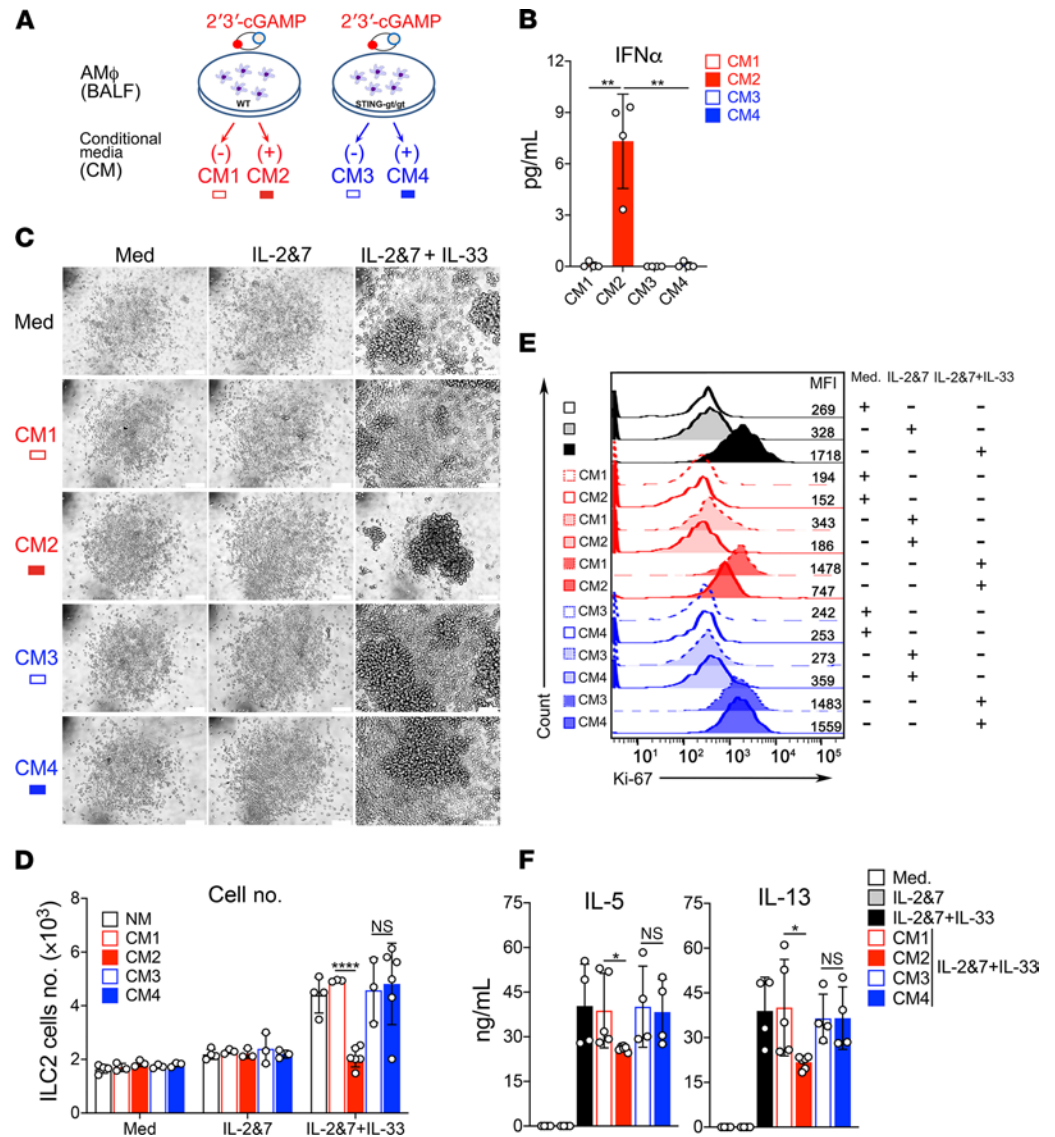 A
2′3′-cGAMP 2′3′-cGAMP
AMϕ
(BALF)
WT STING-gt/gt
Conditional
media
(CM)
(-) (+) (-) (+)
CM1 CM2 CM3 CM4
B
IFNα
CM1
CM2
CM3
CM4
** **
pg/mL
12
9
6
3
0
CM1 CM2 CM3 CM4
C
Med IL-2&7 IL-2&7 + IL-33
Med
CM1
CM2
CM3
CM4
E
MFI Med. IL-2&7 IL-2&7+IL-33
269 + - -
328 - + -
1718 - - +
CM1 194 + - -
CM2 152 + - -
CM1 343 - + -
CM2 186 - + -
CM1 1478 - - +
CM2 747 - - +
CM3 242 + - -
CM4 253 + - -
CM3 273 - + -
CM4 359 - + -
CM3 1483 - - +
CM4 1559 - - +
Count
10¹ 10² 10³ 10⁴ 10⁵
Ki-67
D
Cell no.
ILC2 cells no. (×10³)
8
6
4
2
0
NM
CM1
CM2
CM3
CM4
**** NS
Med IL-2&7 IL-2&7+IL-33
F
IL-5
ng/mL
75
60
45
30
15
0
* NS
IL-13
75
60
45
30
15
0
* NS
Med.
IL-2&7
IL-2&7+IL-33
CM1
CM2
CM3
CM4
IL-2&7+IL-33